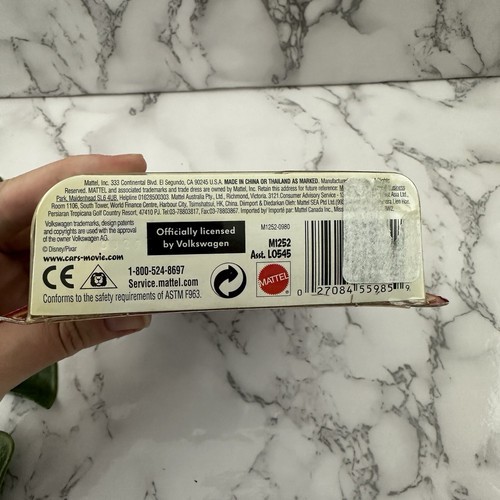 Mattel, Inc. 333 Continental Blvd. El Segundo, CA 90245 U.S.A. MADE IN CHINA OR THAILAND AS MARKED.
Reserved. MATTEL and associated trademarks and trade dress are owned by Mattel, Inc. Retain this address for future reference:
Park, Maidenhead SL6 4UB. Helpline 01628500303. Mattel Australia Pty., Ltd., Richmond, Victoria. 3121.Consumer Advisory Service -
Room 1106, South Tower, World Finance Centre, Harbour City, Tsimshatsui, HK, China. Diimport & Diedarkan Oleh: Mattel SEA Ptd Ltd.
Persiaran Tropicana Golf Country Resort, 47410 PJ. Tel:03-78803817, Fax:03-78803867. Importado for/ Importé par: Mattel Canada Inc.,
Volkswagen trademarks, design patents
and copyrights are used with the approval
of the owner Volkswagen AG.
© Disney/Pixar
www.cars-movie.com
Officially licensed
by Volkswagen
M1252-0980
M1252
Asst. L0545
CE 0-3
1-800-524-8697
Service.mattel.com
MATTEL
Conforms to the safety requirements of ASTM F963.
0 27084 55985 9